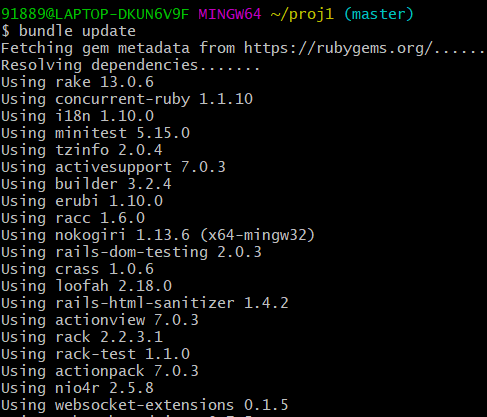 91889@LAPTOP-DKUN6V9F MINGW64 ~/proj1 (master)
$ bundle update
Fetching gem metadata from https://rubygems.org/......
Resolving dependencies.......
Using rake 13.0.6
Using concurrent-ruby 1.1.10
Using i18n 1.10.0
Using minitest 5.15.0
Using tzinfo 2.0.4
Using activesupport 7.0.3
Using builder 3.2.4
Using erubi 1.10.0
Using racc 1.6.0
Using nokogiri 1.13.6 (x64-mingw32)
Using rails-dom-testing 2.0.3
Using crass 1.0.6
Using loofah 2.18.0
Using rails-html-sanitizer 1.4.2
Using actionview 7.0.3
Using rack 2.2.3.1
Using rack-test 1.1.0
Using actionpack 7.0.3
Using nio4r 2.5.8
Using websocket-extensions 0.1.5